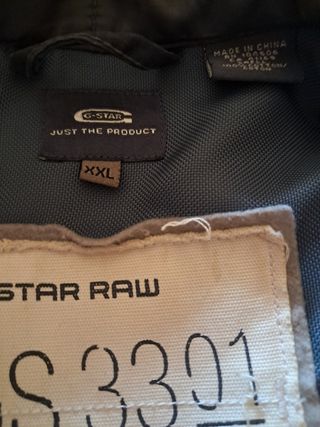 MADE IN CHINA
G-STAR
JUST THE PRODUCT
XXL
STAR RAW
S 3301